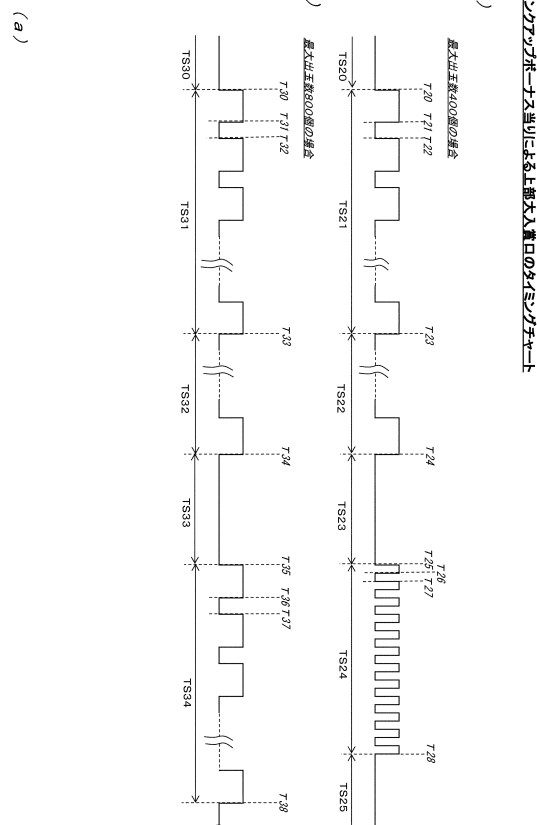 ンクアップボーナス当りによる上部大入賞口のタイミングチャート
)
最大出玉数400個の場合
T20
T21
T22
T23
T24
T25
T26
T27
T28
TS20
TS21
TS22
TS23
TS24
TS25
)
最大出玉数800個の場合
T30
T31
T32
T33
T34
T35
T36
T37
T38
TS30
TS31
TS32
TS33
TS34
(a)